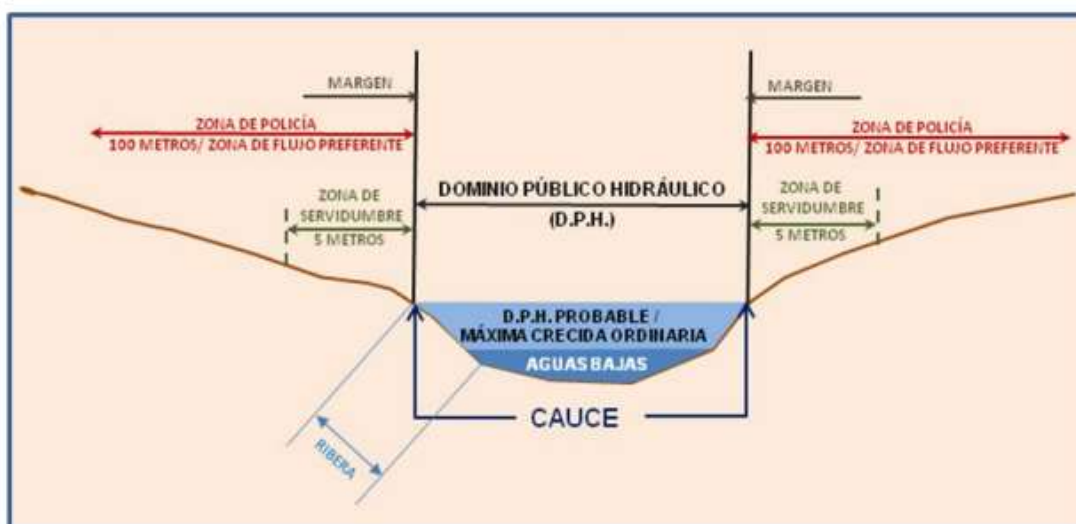 MARGEN
MARGEN
ZONA DE POLICÍA
100 METROS/ ZONA DE FLUJO PREFERENTE
ZONA DE POLICÍA
100 METROS/ ZONA DE FLUJO PREFERENTE
ZONA DE
SERVIDUMBRE
5 METROS
DOMINIO PÚBLICO HIDRÁULICO
(D.P.H.)
ZONA DE
SERVIDUMBRE
5 METROS
D.P.H. PROBABLE /
MÁXIMA CRECIDA ORDINARIA
AGUAS BAJAS
CAUCE
RIBERA